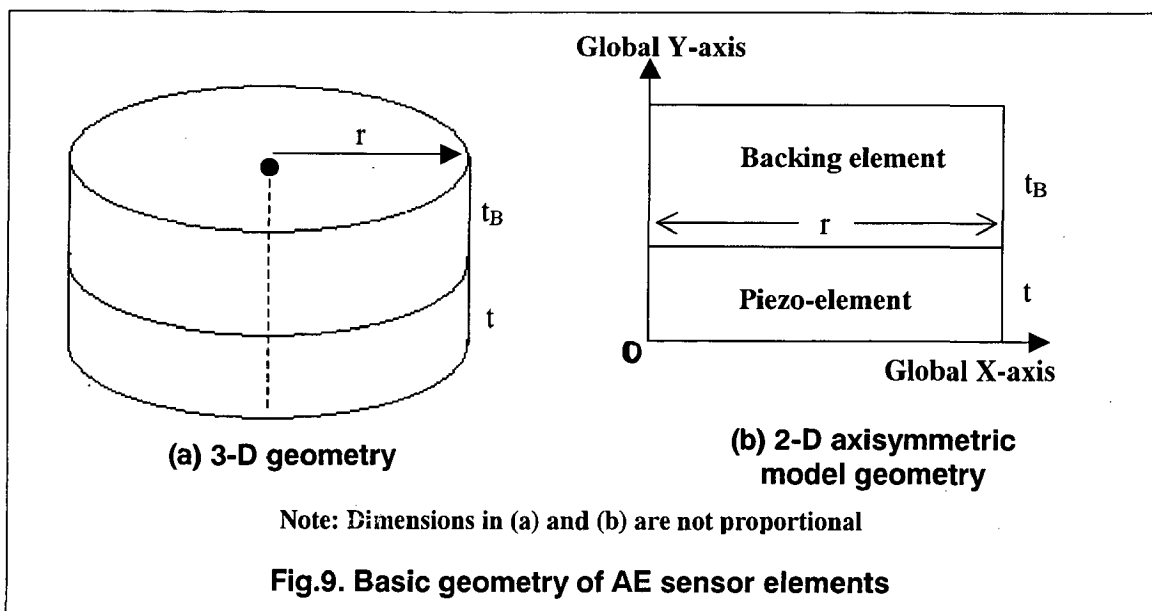 Global Y-axis
r
t_B
t
Backing element
t_B
r
Piezo-element
t
O
Global X-axis
(a) 3-D geometry
(b) 2-D axisymmetric
model geometry
Note: Dimensions in (a) and (b) are not proportional
Fig.9. Basic geometry of AE sensor elements